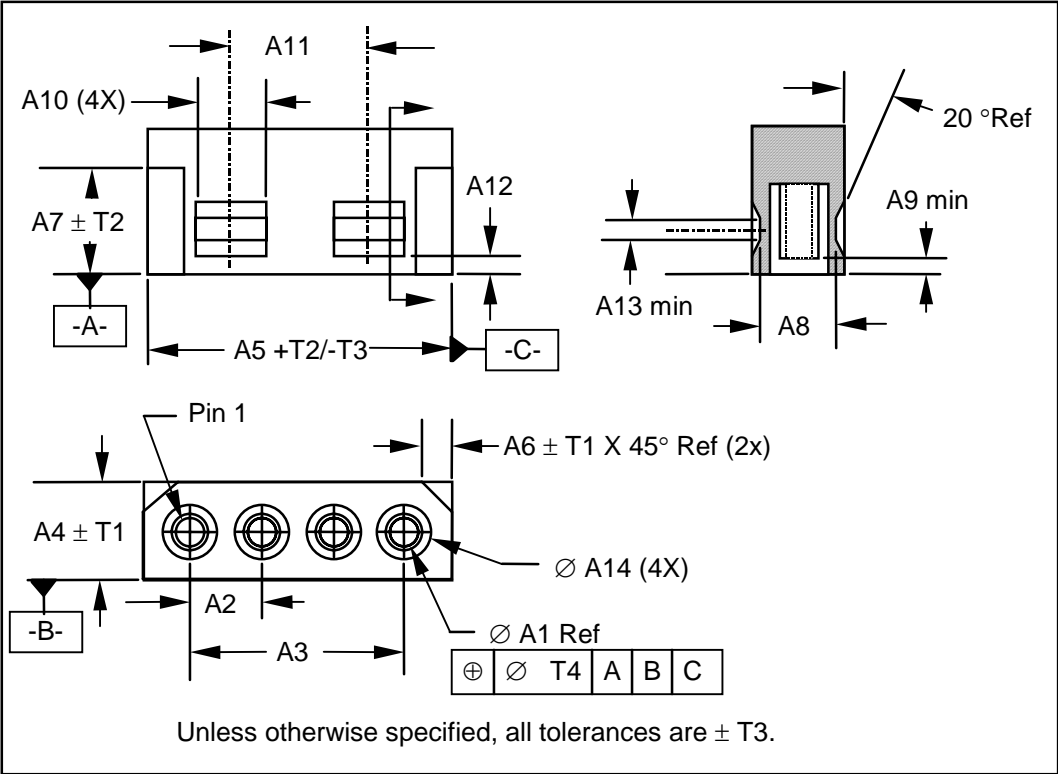 A11
A10 (4X)
20 °Ref
A12
A9 min
A7 ± T2
A13 min
-A-
A8
A5 +T2/-T3
-C-
Pin 1
A6 ± T1 X 45° Ref (2x)
A4 ± T1
∅ A14 (4X)
A2
-B-
∅ A1 Ref
A3
⊕ ∅ T4 A B C
Unless otherwise specified, all tolerances are ± T3.